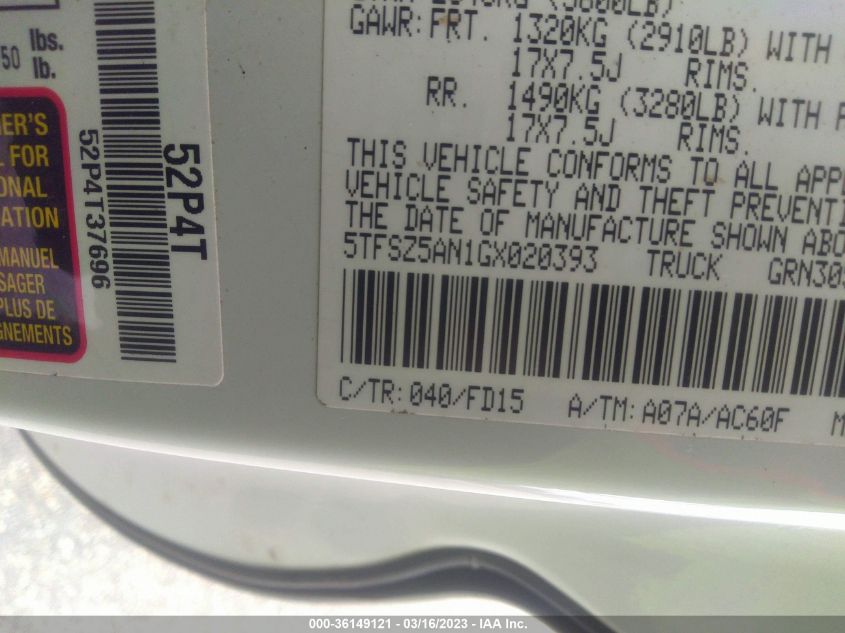 lbs.
50 lb.
ER'S
L FOR
ONAL
ATION
MANUEL
SAGER
PLUS DE
GNEMENTS
52P4T37696
52P4T
GAWR: FRT. 1320KG (2910LB) WITH
17X7.5J RIMS.
RR. 1490KG (3280LB) WITH
17X7.5J RIMS.
THIS VEHICLE CONFORMS TO ALL APPL
VEHICLE SAFETY AND THEFT PREVENTI
THE DATE OF MANUFACTURE SHOWN ABO
5TFSZ5AN1GX020393 TRUCK GRN305
C/TR: 040/FD15 A/TM: A07A/AC60F M
000-36149121 - 03/16/2023 - IAA Inc.